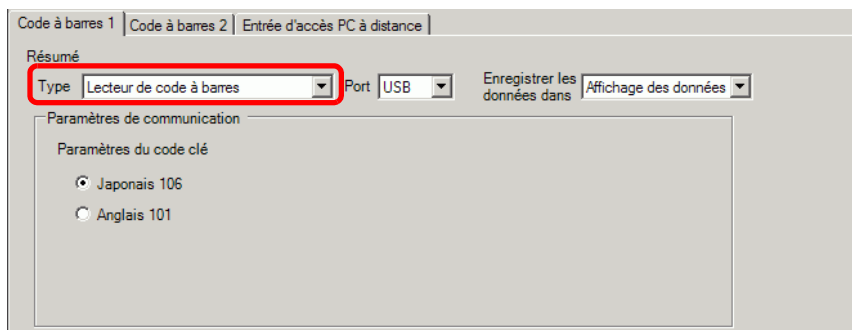 Code à barres 1 Code à barres 2 Entrée d'accès PC à distance
Résumé
Type Lecteur de code à barres Port USB Enregistrer les données dans Affichage des données
Paramètres de communication
Paramètres du code clé
Japonais 106
Anglais 101